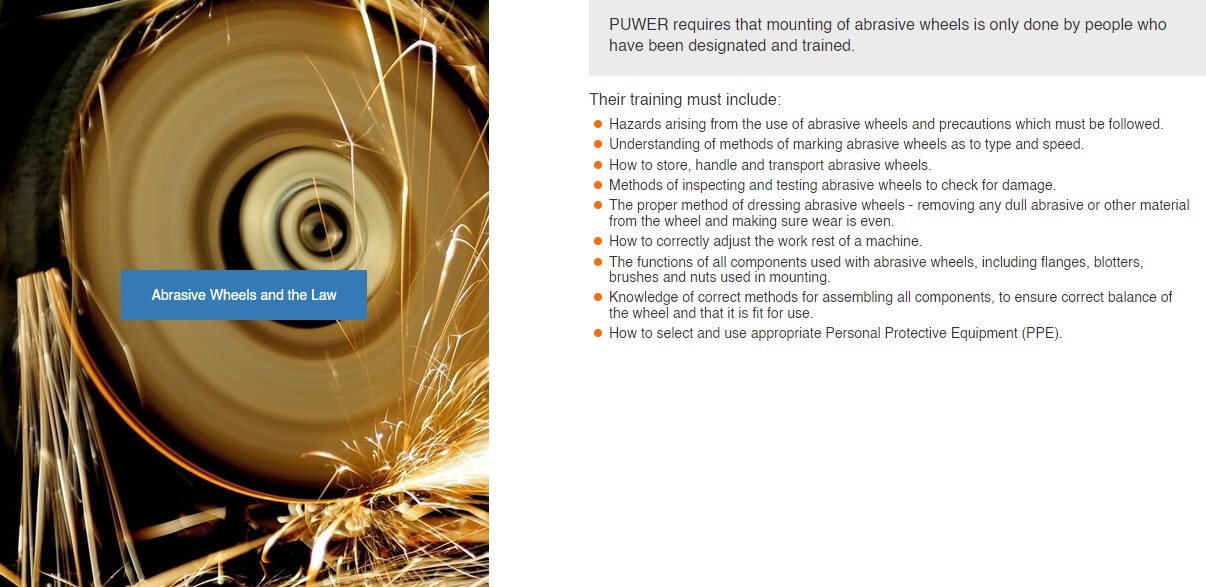 PUWER requires that mounting of abrasive wheels is only done by people who
have been designated and trained.
Their training must include:
Hazards arising from the use of abrasive wheels and precautions which must be followed.
Understanding of methods of marking abrasive wheels as to type and speed.
How to store, handle and transport abrasive wheels.
Methods of inspecting and testing abrasive wheels to check for damage.
The proper method of dressing abrasive wheels - removing any dull abrasive or other material
from the wheel and making sure wear is even.
How to correctly adjust the work rest of a machine.
The functions of all components used with abrasive wheels, including flanges, blotters,
brushes and nuts used in mounting.
Knowledge of correct methods for assembling all components, to ensure correct balance of
the wheel and that it is fit for use.
How to select and use appropriate Personal Protective Equipment (PPE).
Abrasive Wheels and the Law